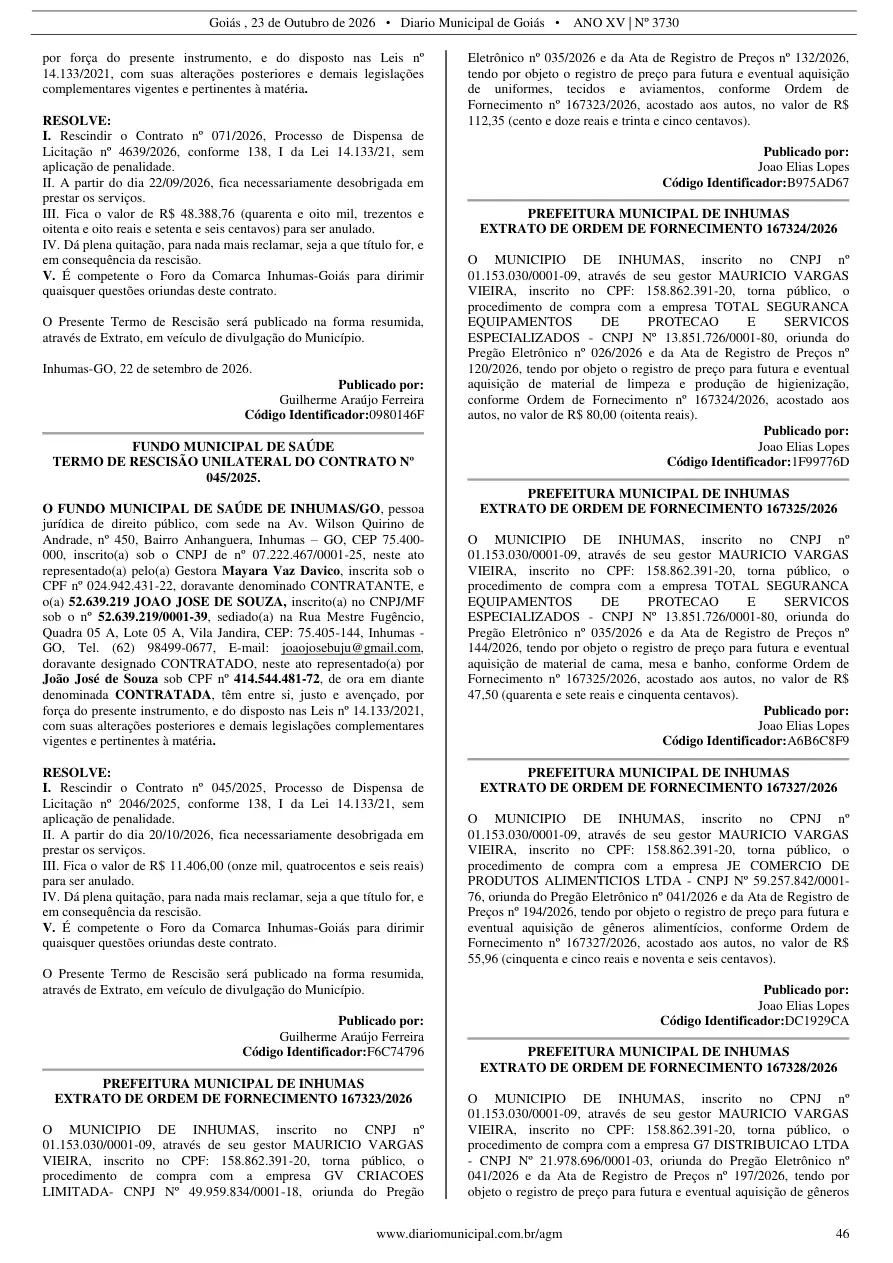 Goiás , 23 de Outubro de 2026 • Diario Municipal de Goiás • ANO XV | Nº 3730
por força do presente instrumento, e do disposto nas Leis nº
14.133/2021, com suas alterações posteriores e demais legislações
complementares vigentes e pertinentes à matéria.
RESOLVE:
I. Rescindir o Contrato nº 071/2026, Processo de Dispensa de
Licitação nº 4639/2026, conforme 138, I da Lei 14.133/21, sem
aplicação de penalidade.
II. A partir do dia 22/09/2026, fica necessariamente desobrigada em
prestar os serviços.
III. Fica o valor de R$ 48.388,76 (quarenta e oito mil, trezentos e
oitenta e oito reais e setenta e seis centavos) para ser anulado.
IV. Dá plena quitação, para nada mais reclamar, seja a que título for, e
em consequência da rescisão.
V. É competente o Foro da Comarca Inhumas-Goiás para dirimir
quaisquer questões oriundas deste contrato.
O Presente Termo de Rescisão será publicado na forma resumida,
através de Extrato, em veículo de divulgação do Município.
Inhumas-GO, 22 de setembro de 2026.
Publicado por:
Guilherme Araújo Ferreira
Código Identificador:0980146F
FUNDO MUNICIPAL DE SAÚDE
TERMO DE RESCISÃO UNILATERAL DO CONTRATO Nº
045/2025.
O FUNDO MUNICIPAL DE SAÚDE DE INHUMAS/GO, pessoa
jurídica de direito público, com sede na Av. Wilson Quirino de
Andrade, nº 450, Bairro Anhanguera, Inhumas – GO, CEP 75.400-
000, inscrito(a) sob o CNPJ de nº 07.222.467/0001-25, neste ato
representado(a) pelo(a) Gestora Mayara Vaz Davico, inscrita sob o
CPF nº 024.942.431-22, doravante denominado CONTRATANTE, e
o(a) 52.639.219 JOAO JOSE DE SOUZA, inscrito(a) no CNPJ/MF
sob o nº 52.639.219/0001-39, sediado(a) na Rua Mestre Fugêncio,
Quadra 05 A, Lote 05 A, Vila Jandira, CEP: 75.405-144, Inhumas -
GO, Tel. (62) 98499-0677, E-mail: joaojosebuju@gmail.com,
doravante designado CONTRATADO, neste ato representado(a) por
João José de Souza sob CPF nº 414.544.481-72, de ora em diante
denominada CONTRATADA, têm entre si, justo e avençado, por
força do presente instrumento, e do disposto nas Leis nº 14.133/2021,
com suas alterações posteriores e demais legislações complementares
vigentes e pertinentes à matéria.
RESOLVE:
I. Rescindir o Contrato nº 045/2025, Processo de Dispensa de
Licitação nº 2046/2025, conforme 138, I da Lei 14.133/21, sem
aplicação de penalidade.
II. A partir do dia 20/10/2026, fica necessariamente desobrigada em
prestar os serviços.
III. Fica o valor de R$ 11.406,00 (onze mil, quatrocentos e seis reais)
para ser anulado.
IV. Dá plena quitação, para nada mais reclamar, seja a que título for, e
em consequência da rescisão.
V. É competente o Foro da Comarca Inhumas-Goiás para dirimir
quaisquer questões oriundas deste contrato.
O Presente Termo de Rescisão será publicado na forma resumida,
através de Extrato, em veículo de divulgação do Município.
Publicado por:
Guilherme Araújo Ferreira
Código Identificador:F6C74796
PREFEITURA MUNICIPAL DE INHUMAS
EXTRATO DE ORDEM DE FORNECIMENTO 167323/2026
O MUNICIPIO DE INHUMAS, inscrito no CNPJ nº
01.153.030/0001-09, através de seu gestor MAURICIO VARGAS
VIEIRA, inscrito no CPF: 158.862.391-20, torna público, o
procedimento de compra com a empresa GV CRIACOES
LIMITADA- CNPJ Nº 49.959.834/0001-18, oriunda do Pregão
Eletrônico nº 035/2026 e da Ata de Registro de Preços nº 132/2026,
tendo por objeto o registro de preço para futura e eventual aquisição
de uniformes, tecidos e aviamentos, conforme Ordem de
Fornecimento nº 167323/2026, acostado aos autos, no valor de R$
112,35 (cento e doze reais e trinta e cinco centavos).
Publicado por:
Joao Elias Lopes
Código Identificador:B975AD67
PREFEITURA MUNICIPAL DE INHUMAS
EXTRATO DE ORDEM DE FORNECIMENTO 167324/2026
O MUNICIPIO DE INHUMAS, inscrito no CNPJ nº
01.153.030/0001-09, através de seu gestor MAURICIO VARGAS
VIEIRA, inscrito no CPF: 158.862.391-20, torna público, o
procedimento de compra com a empresa TOTAL SEGURANCA
EQUIPAMENTOS DE PROTECAO E SERVICOS
ESPECIALIZADOS - CNPJ Nº 13.851.726/0001-80, oriunda do
Pregão Eletrônico nº 026/2026 e da Ata de Registro de Preços nº
120/2026, tendo por objeto o registro de preço para futura e eventual
aquisição de material de limpeza e produção de higienização,
conforme Ordem de Fornecimento nº 167324/2026, acostado aos
autos, no valor de R$ 80,00 (oitenta reais).
Publicado por:
Joao Elias Lopes
Código Identificador:1F99776D
PREFEITURA MUNICIPAL DE INHUMAS
EXTRATO DE ORDEM DE FORNECIMENTO 167325/2026
O MUNICIPIO DE INHUMAS, inscrito no CNPJ nº
01.153.030/0001-09, através de seu gestor MAURICIO VARGAS
VIEIRA, inscrito no CPF: 158.862.391-20, torna público, o
procedimento de compra com a empresa TOTAL SEGURANCA
EQUIPAMENTOS DE PROTECAO E SERVICOS
ESPECIALIZADOS - CNPJ Nº 13.851.726/0001-80, oriunda do
Pregão Eletrônico nº 035/2026 e da Ata de Registro de Preços nº
144/2026, tendo por objeto o registro de preço para futura e eventual
aquisição de material de cama, mesa e banho, conforme Ordem de
Fornecimento nº 167325/2026, acostado aos autos, no valor de R$
47,50 (quarenta e sete reais e cinquenta centavos).
Publicado por:
Joao Elias Lopes
Código Identificador:A6B6C8F9
PREFEITURA MUNICIPAL DE INHUMAS
EXTRATO DE ORDEM DE FORNECIMENTO 167327/2026
O MUNICIPIO DE INHUMAS, inscrito no CPNJ nº
01.153.030/0001-09, através de seu gestor MAURICIO VARGAS
VIEIRA, inscrito no CPF: 158.862.391-20, torna público, o
procedimento de compra com a empresa JE COMERCIO DE
PRODUTOS ALIMENTICIOS LTDA - CNPJ Nº 59.257.842/0001-
76, oriunda do Pregão Eletrônico nº 041/2026 e da Ata de Registro de
Preços nº 194/2026, tendo por objeto o registro de preço para futura e
eventual aquisição de gêneros alimentícios, conforme Ordem de
Fornecimento nº 167327/2026, acostado aos autos, no valor de R$
55,96 (cinquenta e cinco reais e noventa e seis centavos).
Publicado por:
Joao Elias Lopes
Código Identificador:DC1929CA
PREFEITURA MUNICIPAL DE INHUMAS
EXTRATO DE ORDEM DE FORNECIMENTO 167328/2026
O MUNICIPIO DE INHUMAS, inscrito no CNPJ nº
01.153.030/0001-09, através de seu gestor MAURICIO VARGAS
VIEIRA, inscrito no CPF: 158.862.391-20, torna público, o
procedimento de compra com a empresa G7 DISTRIBUICAO LTDA
- CNPJ Nº 21.978.696/0001-03, oriunda do Pregão Eletrônico nº
041/2026 e da Ata de Registro de Preços nº 197/2026, tendo por
objeto o registro de preço para futura e eventual aquisição de gêneros
www.diariomunicipal.com.br/agm
46